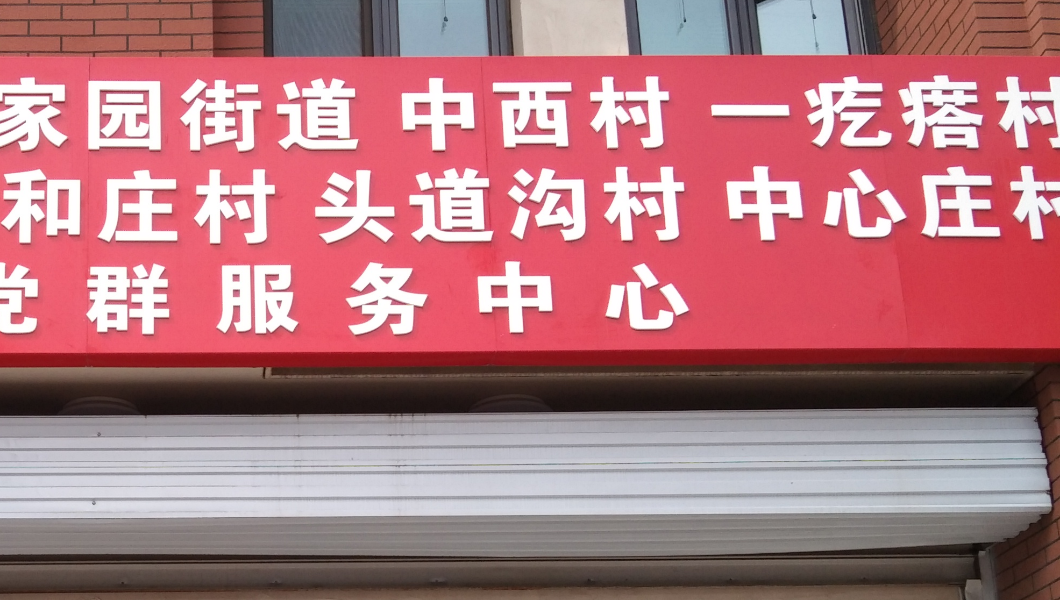 家园街道 中西村 一疙瘩村
和庄村 头道沟村 中心庄村
党群服务中心